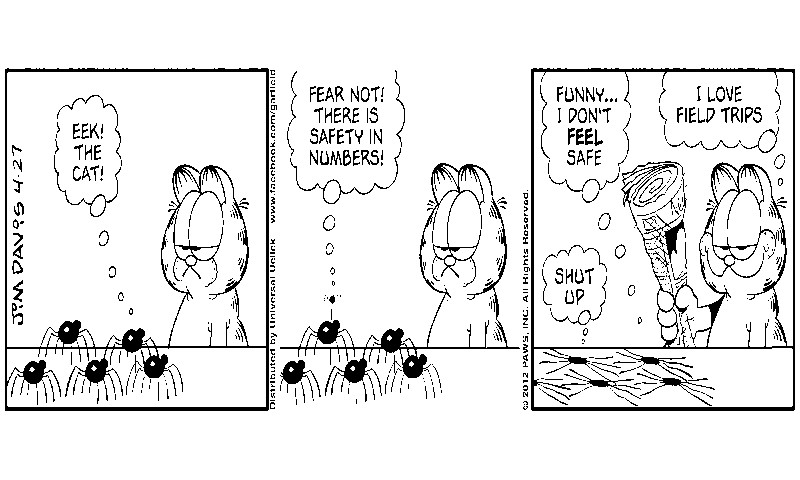 JIM DAVIS 4-27
EEK!
THE
CAT!
Distributed by Universal Uclick
www.facebook.com/garfield
FEAR NOT!
THERE IS
SAFETY IN
NUMBERS!
© 2012 PAWS, INC. All Rights Reserved.
FUNNY...
I DON'T
FEEL
SAFE
I LOVE
FIELD TRIPS
SHUT
UP